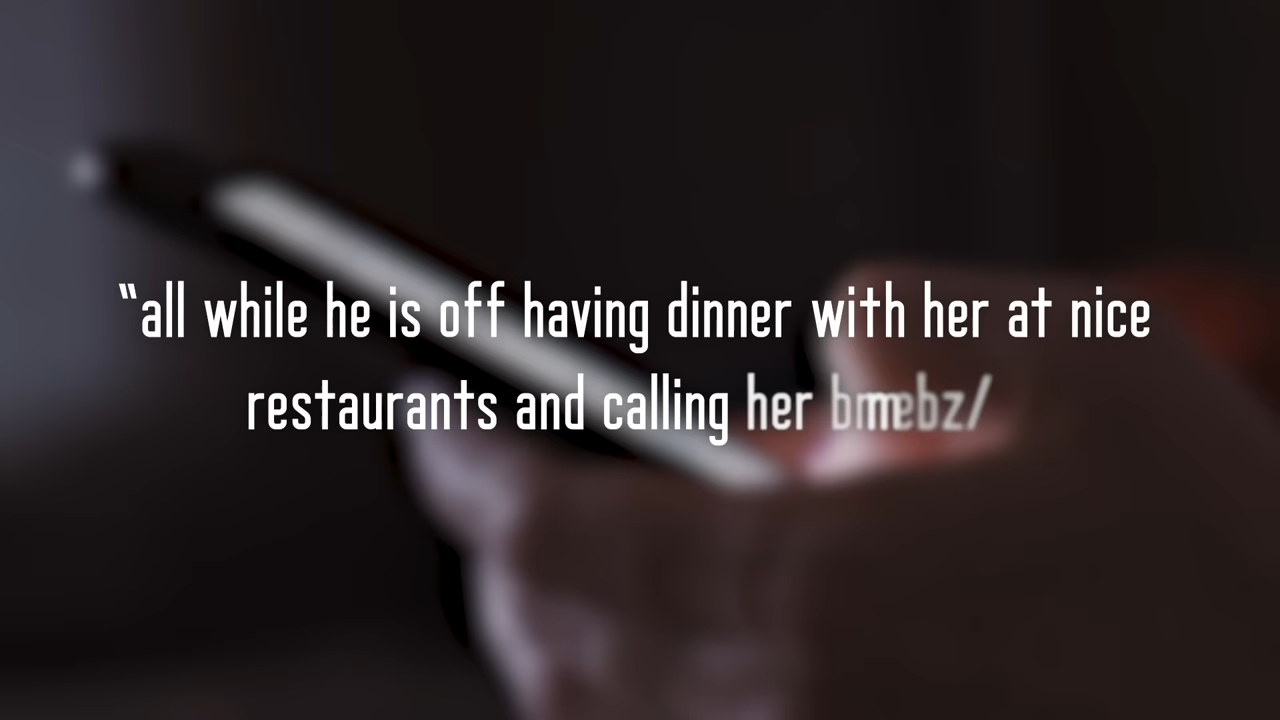 “all while he is off having dinner with her at nice
restaurants and calling her